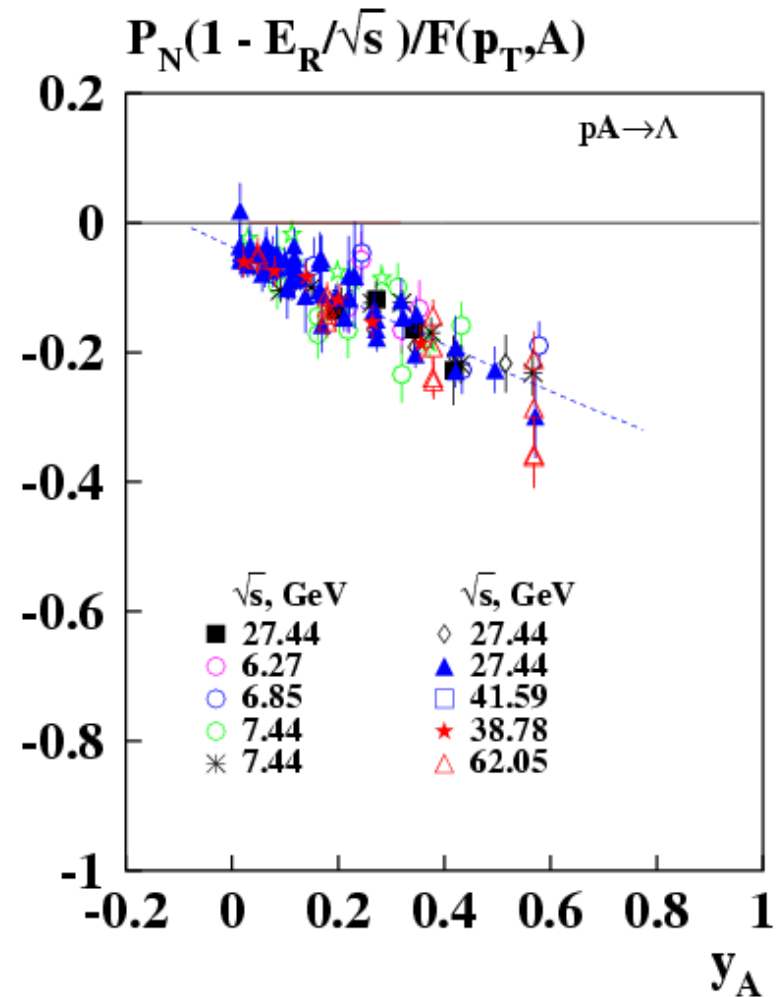 P_N(1 - E_R/√s )/F(p_T,A)
0.2
pA→Λ
0
-0.2
-0.4
-0.6
-0.8
-1
√s, GeV √s, GeV
27.44 27.44
6.27 27.44
6.85 41.59
7.44 38.78
7.44 62.05
-0.2 0 0.2 0.4 0.6 0.8 1
y_A